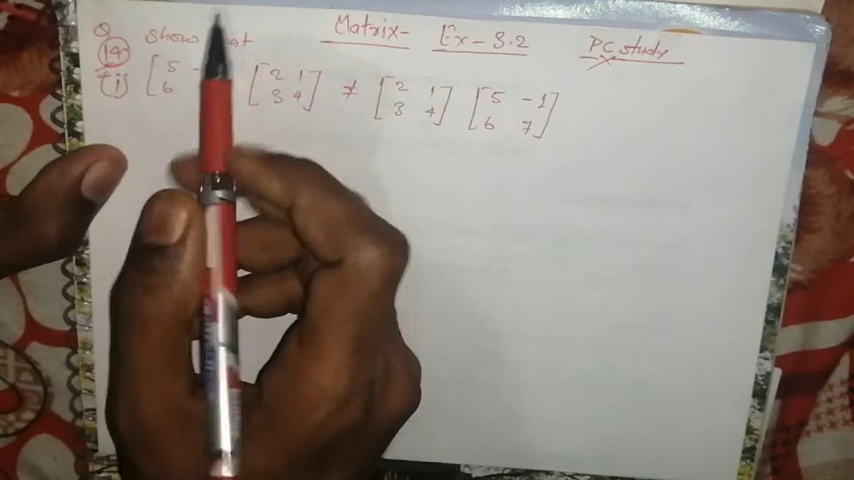 Q Matrix- Ex-3.2 PC study
14 show
(i) [5 [2 1 ≠ [2 1] [5 -1
6 3 4] 3 4] 6 7]